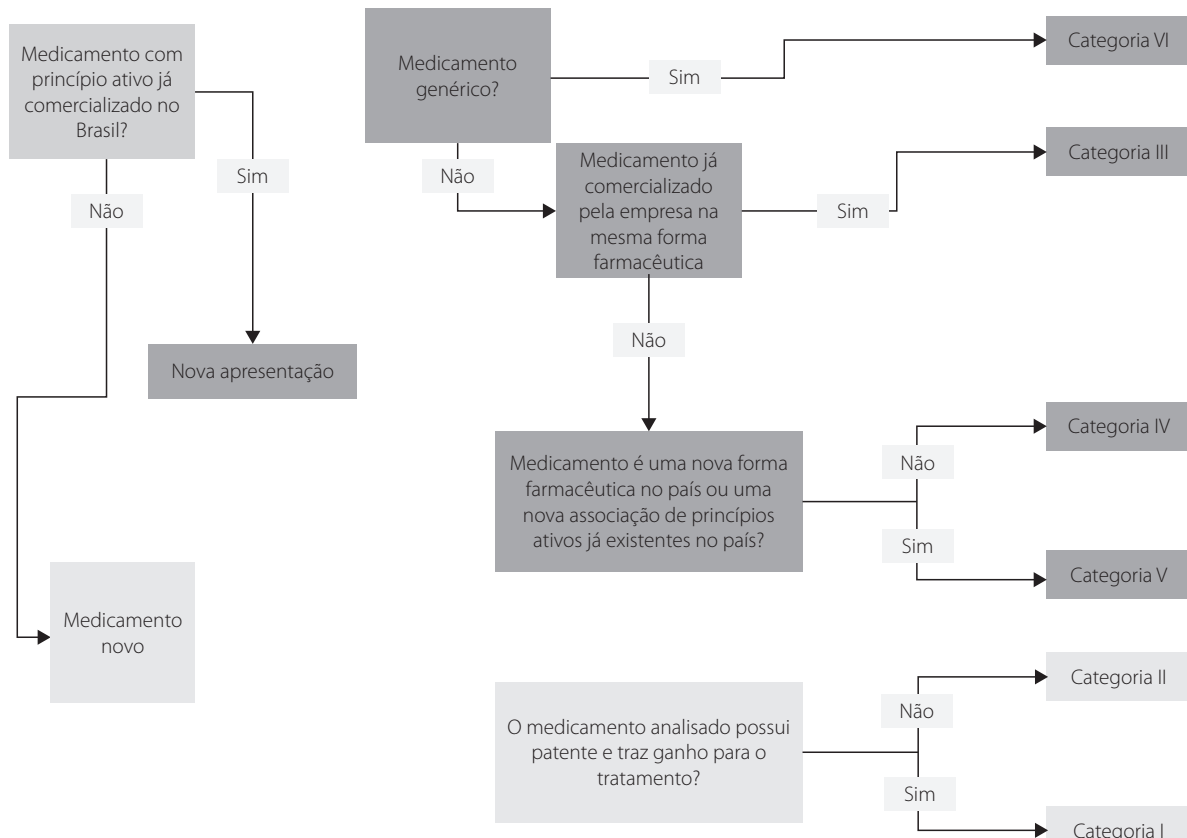 Medicamento com
princípio ativo já
comercializado no
Brasil?
Não
Sim
Nova apresentação
Medicamento
novo
Medicamento
genérico?
Sim
Categoria VI
Não
Medicamento já
comercializado
pela empresa na
mesma forma
farmacêutica
Sim
Categoria III
Não
Medicamento é uma nova forma
farmacêutica no país ou uma
nova associação de princípios
ativos já existentes no país?
Não
Categoria IV
Sim
Categoria V
O medicamento analisado possui
patente e traz ganho para o
tratamento?
Não
Categoria II
Sim
Categoria I